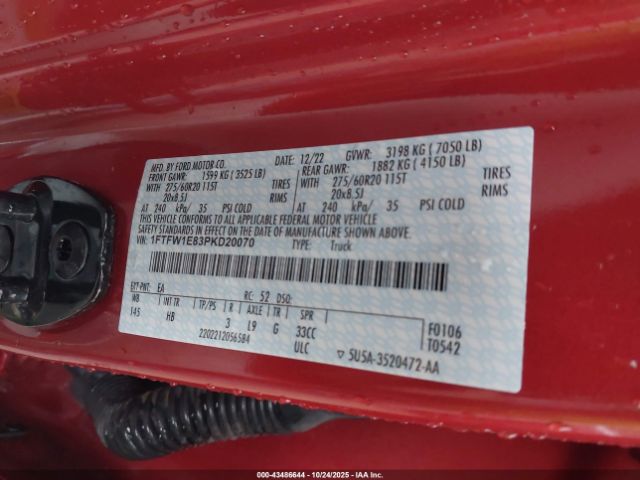 MFD. BY FORD MOTOR CO.
DATE: 12/22 GVWR: 3198 KG ( 7050 LB)
FRONT GAWR: 1599 KG ( 3525 LB) REAR GAWR: 1882 KG ( 4150 LB)
WITH 275/60R20 115T TIRES WITH 275/60R20 115T TIRES
20x8.5J RIMS 20x8.5J RIMS
AT 240 kPa/ 35 PSI COLD AT 240 kPa/ 35 PSI COLD
THIS VEHICLE CONFORMS TO ALL APPLICABLE FEDERAL MOTOR VEHICLE
SAFETY STANDARDS IN EFFECT ON THE DATE OF MANUFACTURE SHOWN ABOVE.
VIN: 1FTFW1E83PKD20070 TYPE: Truck
EXT PNT: EA RC: 52 DSO:
WB INT TR TP/PS R AXLE TR SPR
145 HB 3 L9 G 33CC F0106
2202212056584 ULC T0542
▽ 5U5A-3520472-AA
000-43486644 - 10/24/2025 - IAA Inc.